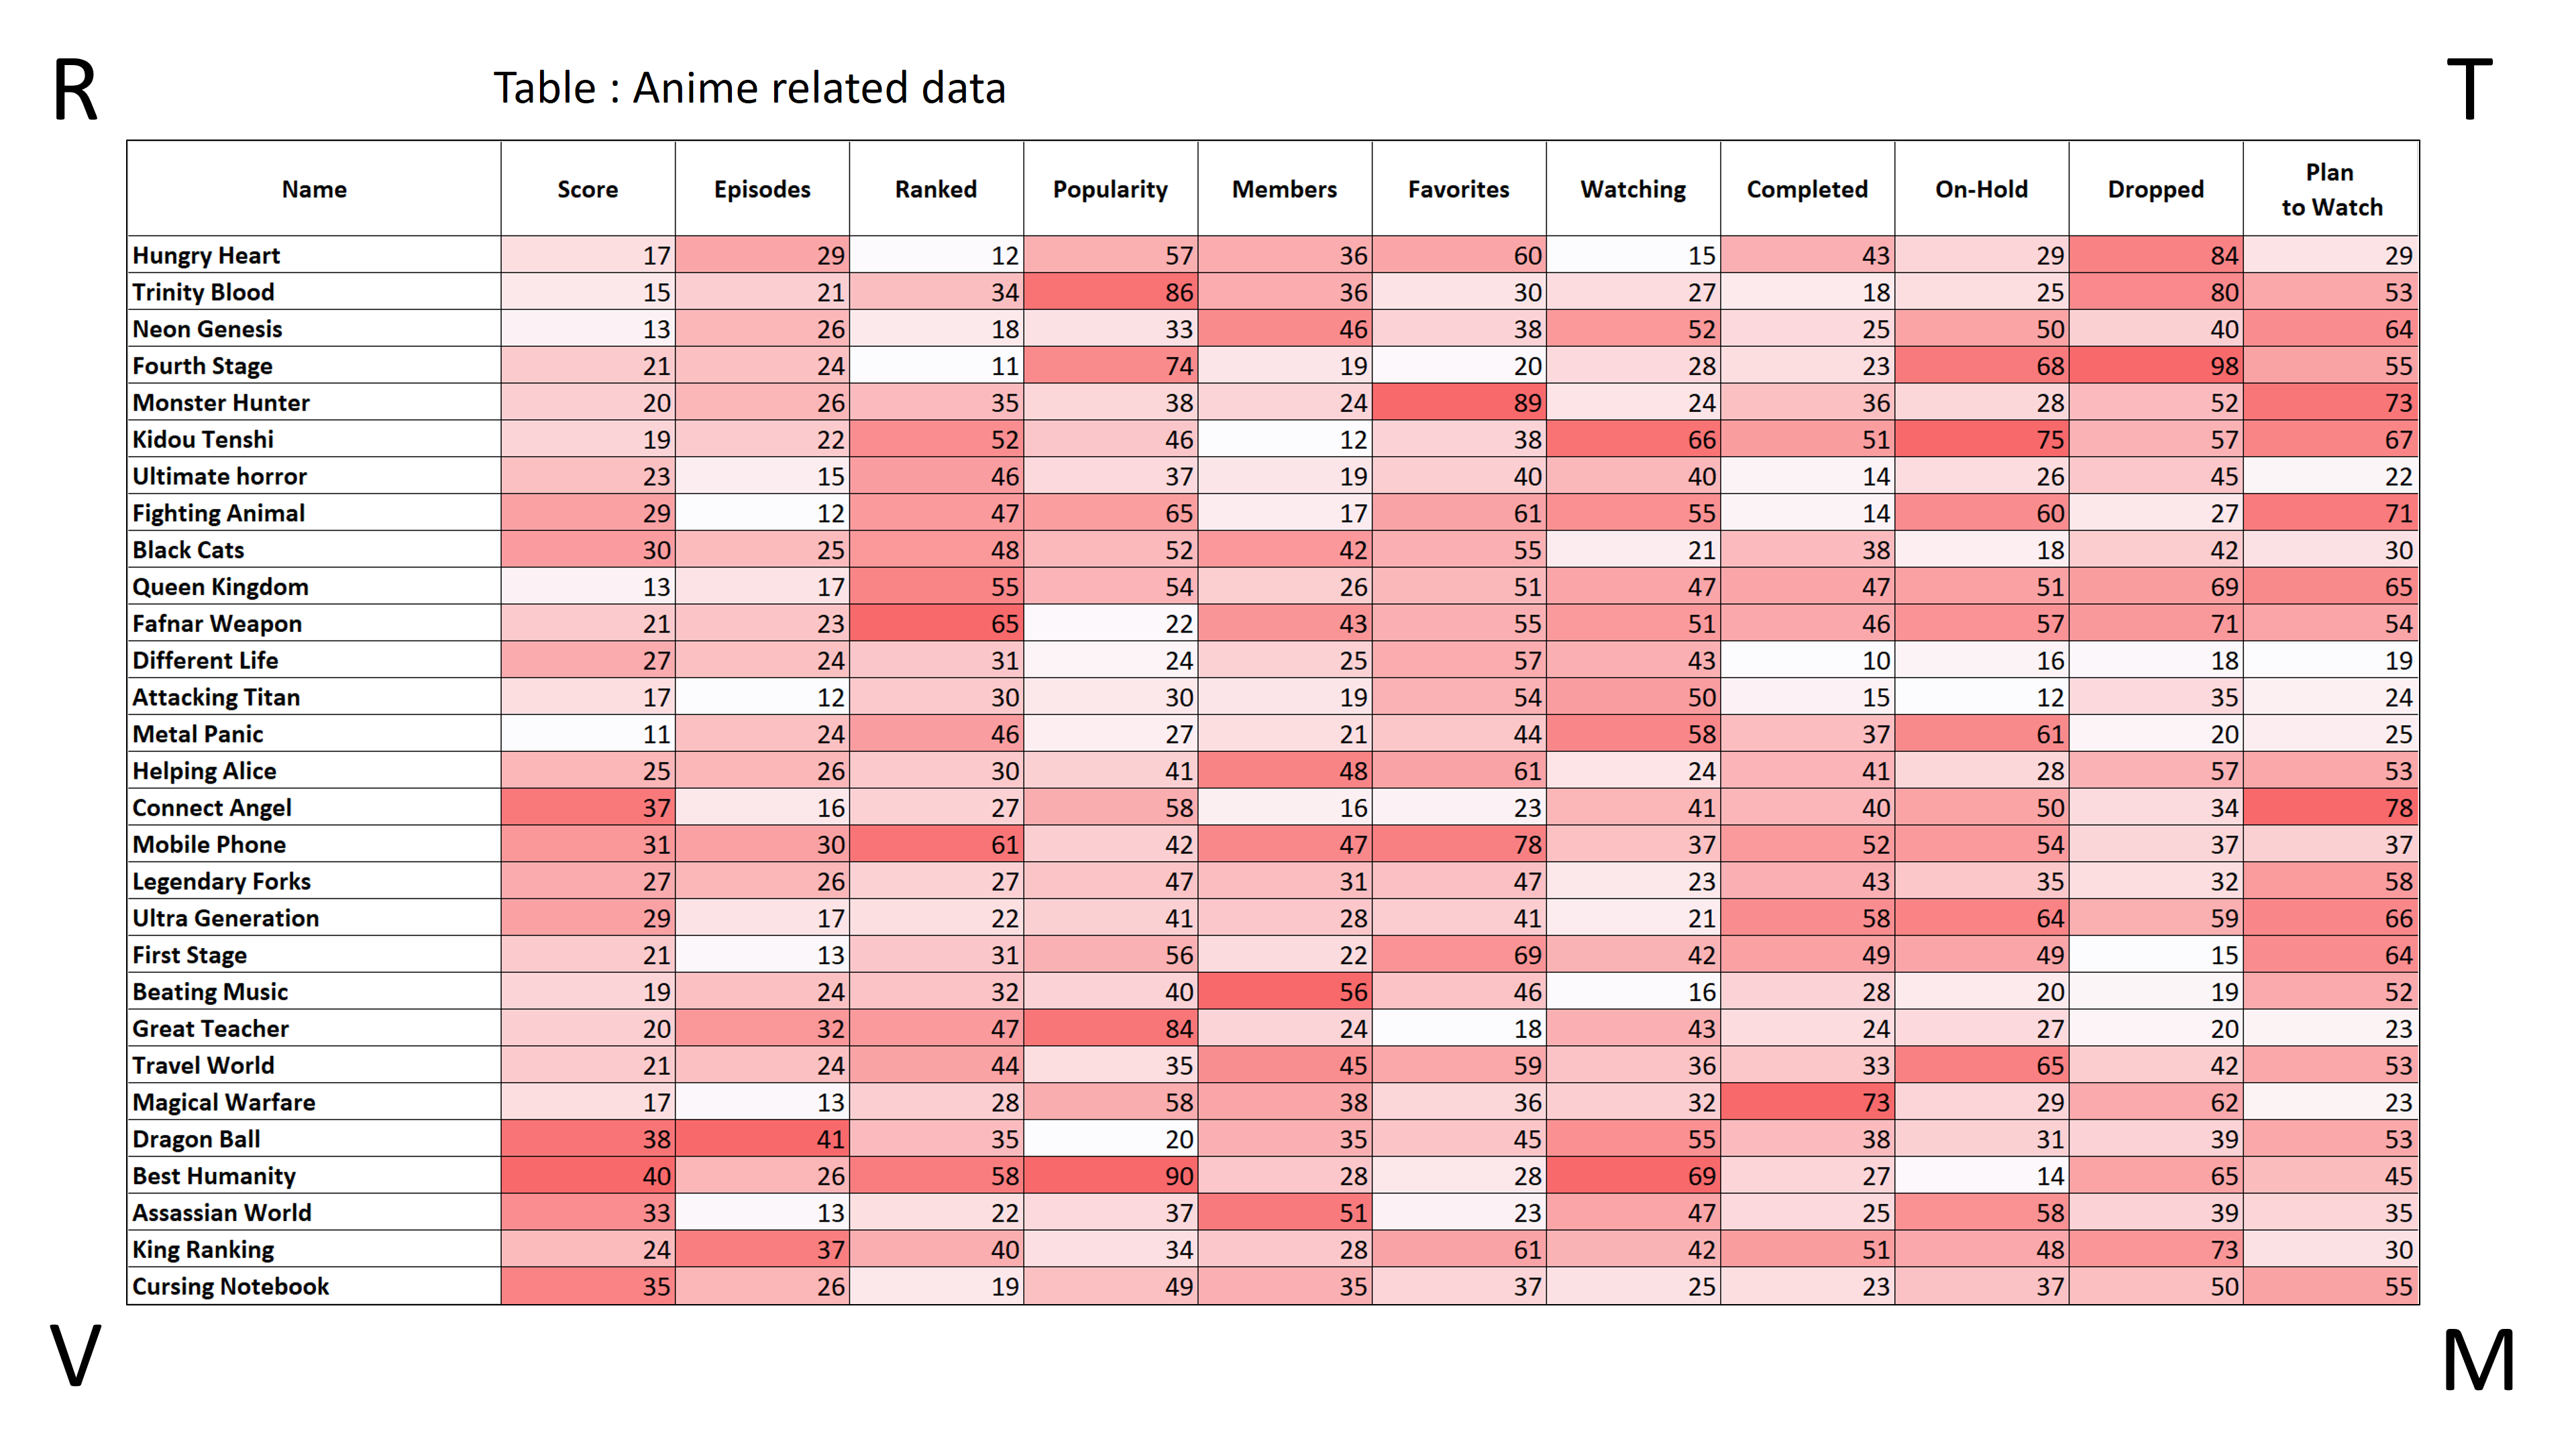 R Table : Anime related data T
Name Score Episodes Ranked Popularity Members Favorites Watching Completed On-Hold Dropped Plan to Watch
Hungry Heart 17 29 12 57 36 60 15 43 29 84 29
Trinity Blood 15 21 34 86 36 30 27 18 25 80 53
Neon Genesis 13 26 18 33 46 38 52 25 50 40 64
Fourth Stage 21 24 11 74 19 20 28 23 68 98 55
Monster Hunter 20 26 35 38 24 89 24 36 28 52 73
Kidou Tenshi 19 22 52 46 12 38 66 51 75 57 67
Ultimate horror 23 15 46 37 19 40 40 14 26 45 22
Fighting Animal 29 12 47 65 17 61 55 14 60 27 71
Black Cats 30 25 48 52 42 55 21 38 18 42 30
Queen Kingdom 13 17 55 54 26 51 47 47 51 69 65
Fafnar Weapon 21 23 65 22 43 55 51 46 57 71 54
Different Life 27 24 31 24 25 57 43 10 16 18 19
Attacking Titan 17 12 30 30 19 54 50 15 12 35 24
Metal Panic 11 24 46 27 21 44 58 37 61 20 25
Helping Alice 25 26 30 41 48 61 24 41 28 57 53
Connect Angel 37 16 27 58 16 23 41 40 50 34 78
Mobile Phone 31 30 61 42 47 78 37 52 54 37 37
Legendary Forks 27 26 27 47 31 47 23 43 35 32 58
Ultra Generation 29 17 22 41 28 41 21 58 64 59 66
First Stage 21 13 31 56 22 69 42 49 49 15 64
Beating Music 19 24 32 40 56 46 16 28 20 19 52
Great Teacher 20 32 47 84 24 18 43 24 27 20 23
Travel World 21 24 44 35 45 59 36 33 65 42 53
Magical Warfare 17 13 28 58 38 36 32 73 29 62 23
Dragon Ball 38 41 35 20 35 45 55 38 31 39 53
Best Humanity 40 26 58 90 28 28 69 27 14 65 45
Assassian World 33 13 22 37 51 23 47 25 58 39 35
King Ranking 24 37 40 34 28 61 42 51 48 73 30
Cursing Notebook 35 26 19 49 35 37 25 23 37 50 55
V M